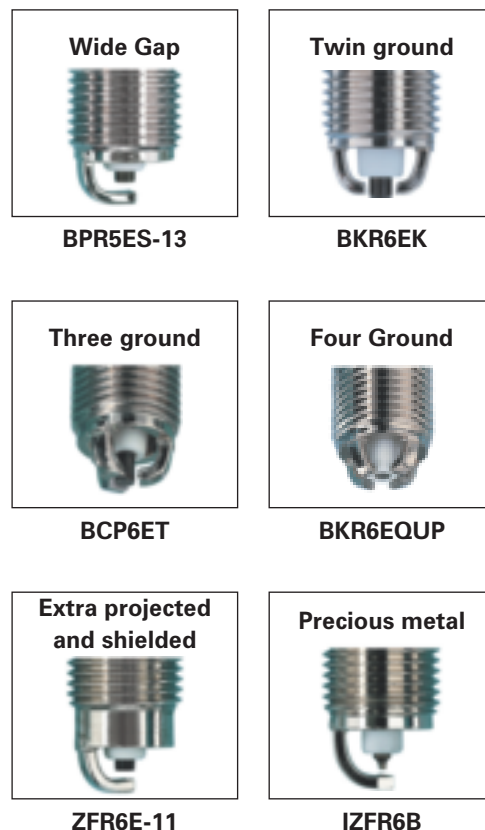 Wide Gap
Twin ground
BPR5ES-13
BKR6EK
Three ground
Four Ground
BCP6ET
BKR6EQUP
Extra projected
and shielded
Precious metal
ZFR6E-11
IZFR6B